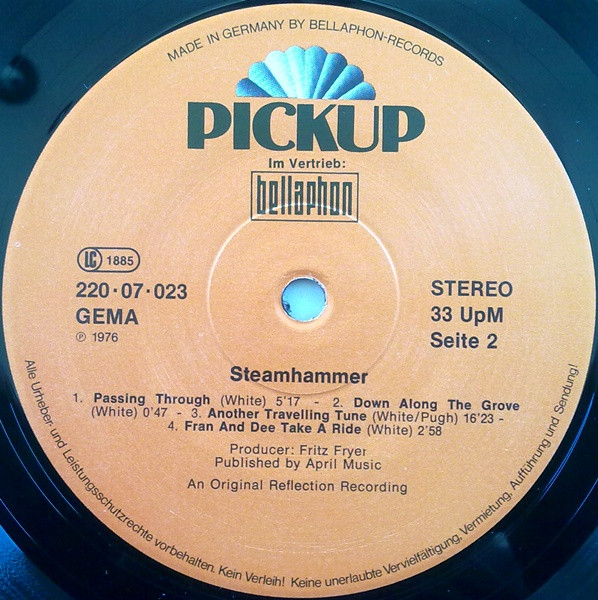 MADE IN GERMANY BY BELLAPHON-RECORDS
PICKUP
Im Vertrieb:
bellaphon
LC 1885
220·07·023
GEMA
℗ 1976
STEREO
33 UpM
Seite 2
Steamhammer
1. Passing Through (White) 5'17 - 2. Down Along The Grove
(White) 0'47 - 3. Another Travelling Tune (White/Pugh) 16'23 -
4. Fran And Dee Take A Ride (White) 2'58
Producer: Fritz Fryer
Published by April Music
An Original Reflection Recording
Alle Urheber- und Leistungsschutzrechte vorbehalten. Kein Verleih! Keine unerlaubte Vervielfältigung, Vermietung, Aufführung und Sendung!